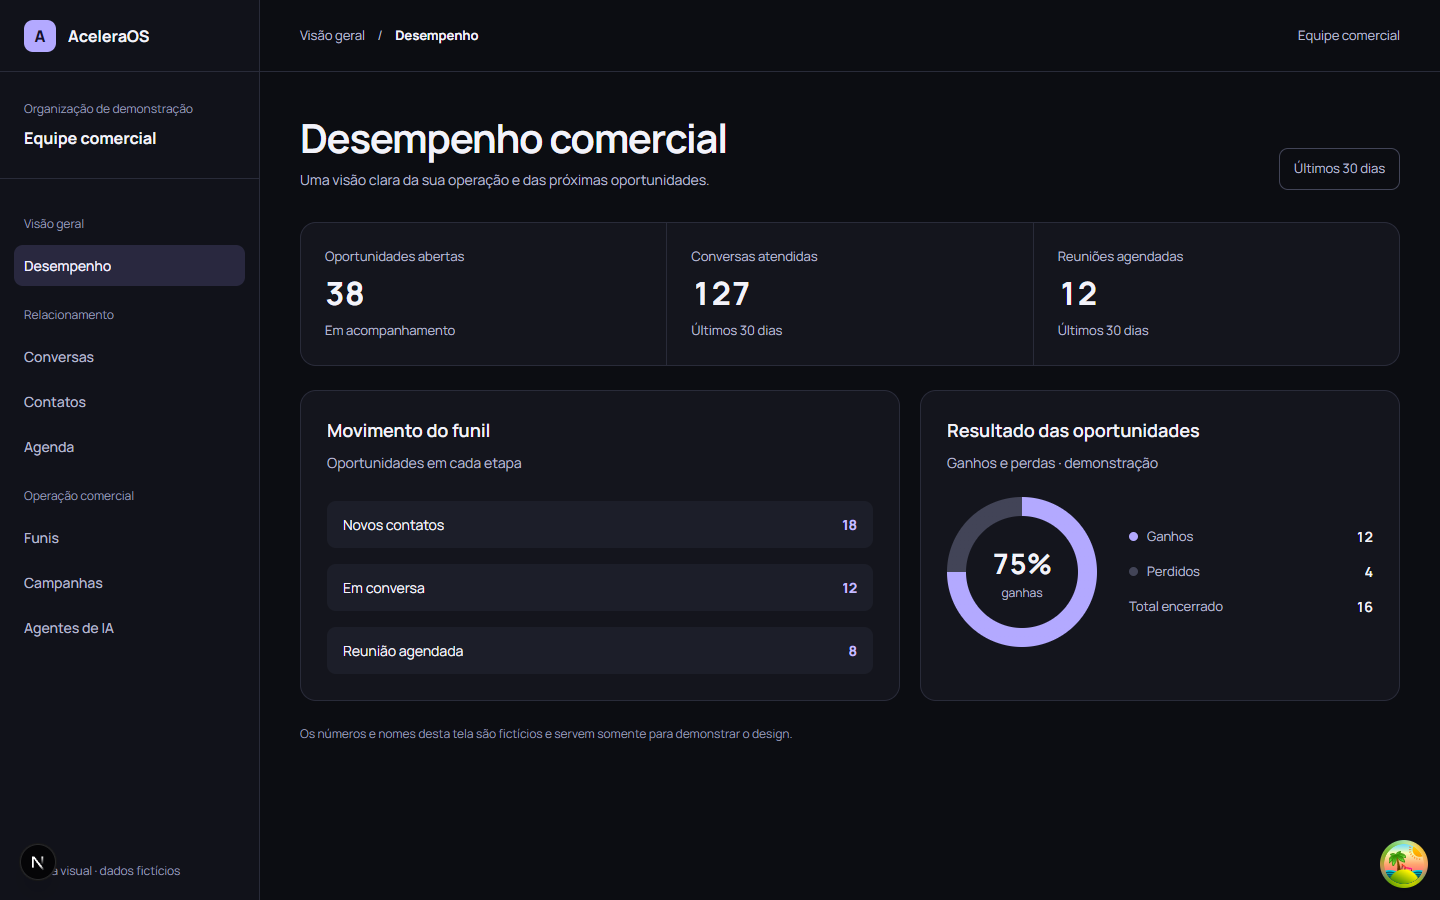 A AceleraOS
Visão geral / Desempenho
Equipe comercial
Organização de demonstração
Equipe comercial
Visão geral
Desempenho
Relacionamento
Conversas
Contatos
Agenda
Operação comercial
Funis
Campanhas
Agentes de IA
N
visual · dados fictícios
Desempenho comercial
Uma visão clara da sua operação e das próximas oportunidades.
Últimos 30 dias
Oportunidades abertas
38
Em acompanhamento
Conversas atendidas
127
Últimos 30 dias
Reuniões agendadas
12
Últimos 30 dias
Movimento do funil
Oportunidades em cada etapa
Novos contatos 18
Em conversa 12
Reunião agendada 8
Resultado das oportunidades
Ganhos e perdas · demonstração
75%
ganhas
Ganhos 12
Perdidos 4
Total encerrado 16
Os números e nomes desta tela são fictícios e servem somente para demonstrar o design.